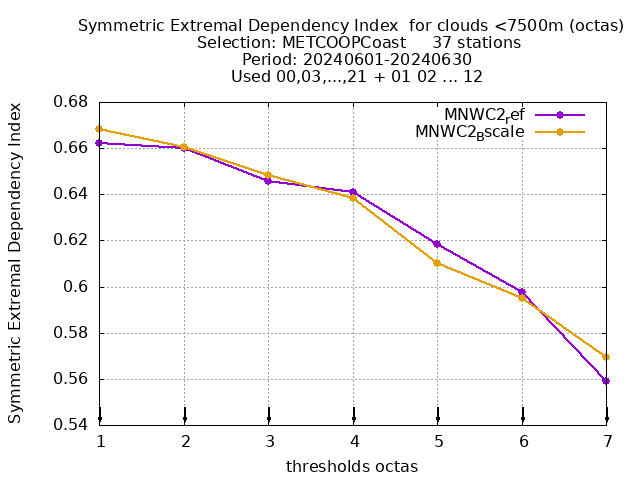 Symmetric Extremal Dependency Index  for clouds <7500m (octas)
Selection: METCOOPCoast     37 stations
Period: 20240601-20240630
Used 00,03,...,21 + 01 02 ... 12
MNWC2ref
MNWC2Bscale
Symmetric Extremal Dependency Index
0.68
0.66
0.64
0.62
0.6
0.58
0.56
0.54
1 2 3 4 5 6 7
thresholds octas